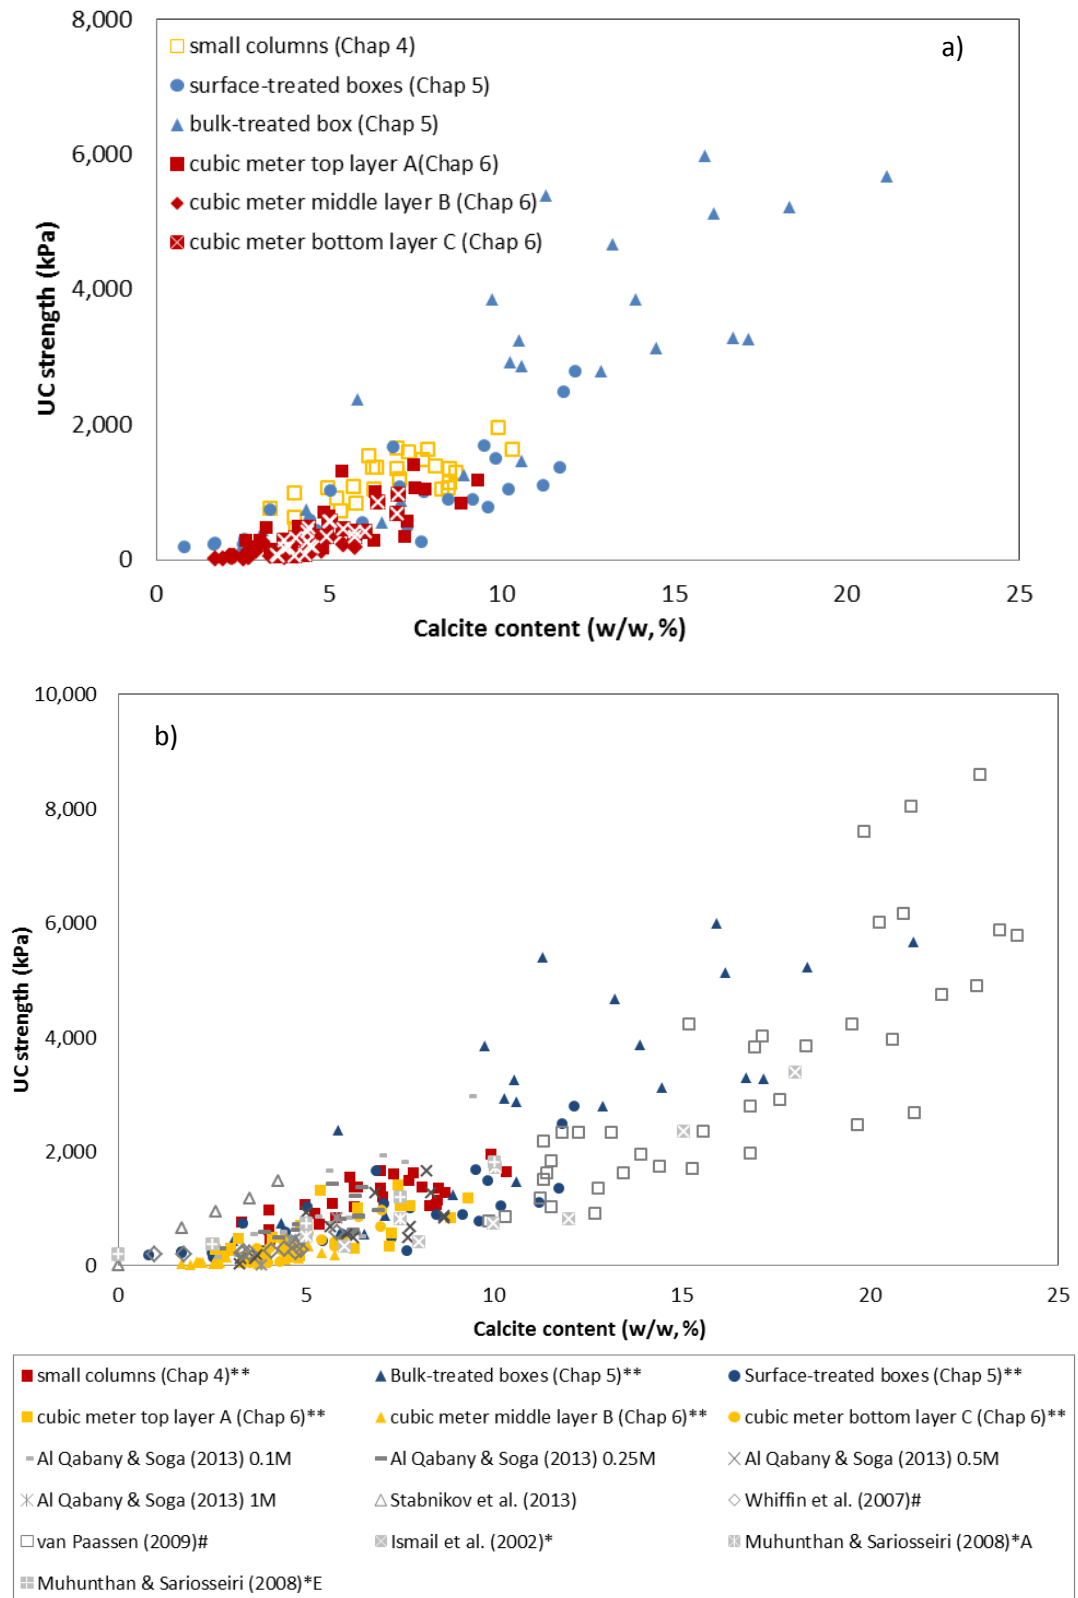 8,000
a)
small columns (Chap 4)
surface-treated boxes (Chap 5)
bulk-treated box (Chap 5)
cubic meter top layer A(Chap 6)
cubic meter middle layer B (Chap 6)
cubic meter bottom layer C (Chap 6)
6,000
4,000
2,000
0
UC strength (kPa)
0 5 10 15 20 25
Calcite content (w/w, %)
10,000
b)
8,000
6,000
4,000
2,000
0
UC strength (kPa)
0 5 10 15 20 25
Calcite content (w/w, %)
small columns (Chap 4)** Bulk-treated boxes (Chap 5)** Surface-treated boxes (Chap 5)**
cubic meter top layer A (Chap 6)** cubic meter middle layer B (Chap 6)** cubic meter bottom layer C (Chap 6)**
Al Qabany & Soga (2013) 0.1M Al Qabany & Soga (2013) 0.25M Al Qabany & Soga (2013) 0.5M
Al Qabany & Soga (2013) 1M Stabnikov et al. (2013) Whiffin et al. (2007)#
van Paassen (2009)# Ismail et al. (2002)* Muhunthan & Sariosseiri (2008)*A
Muhunthan & Sariosseiri (2008)*E